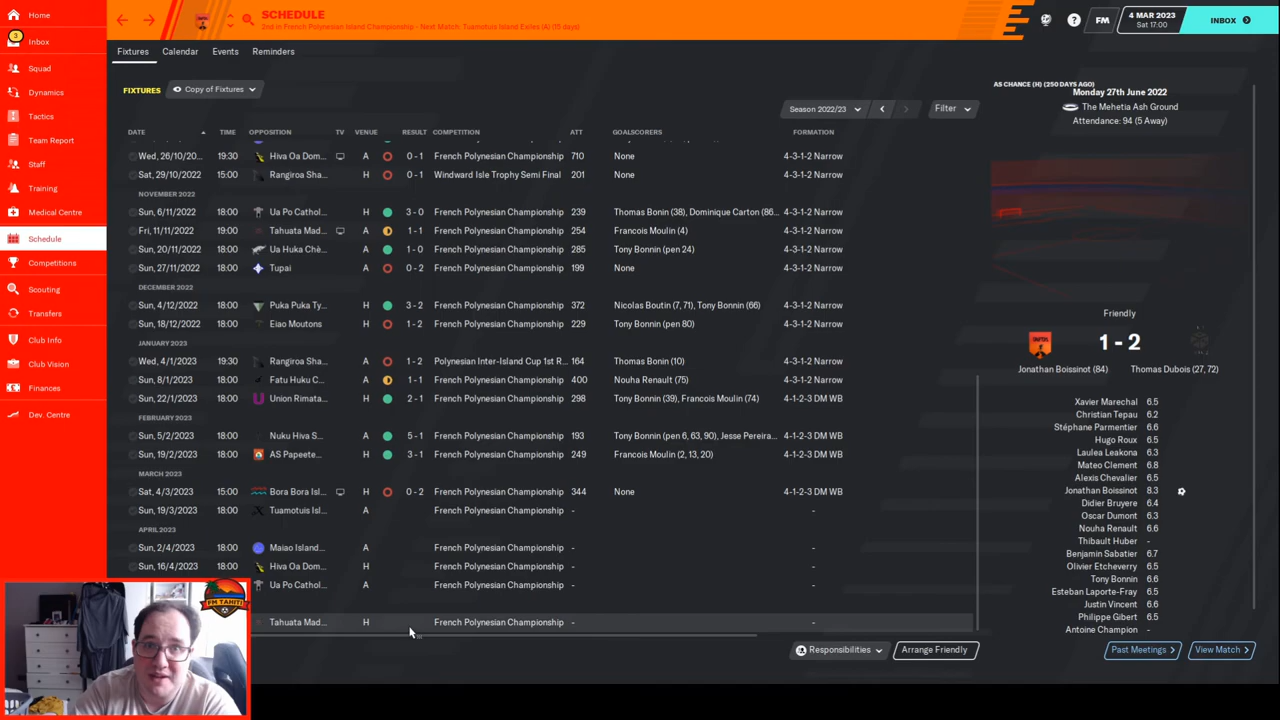 Home
SCHEDULE
2nd in French Polynesian Island Championship - Next Match: Tuamotuis Island Exiles (A) (15 days)
FM
4 MAR 2023
Sat 17:00
INBOX
3
Inbox
Squad
Dynamics
Tactics
Team Report
Staff
Training
Medical Centre
Schedule
Competitions
Scouting
Transfers
Club Info
Club Vision
Finances
Dev. Centre
Fixtures
Calendar
Events
Reminders
FIXTURES
Copy of Fixtures
Season 2022/23
Filter
DATE TIME OPPOSITION TV VENUE RESULT COMPETITION ATT GOALSCORERS FORMATION
Wed, 26/10/20... 19:30 Hiva Oa Dom... A 0 - 1 French Polynesian Championship 710 None 4-3-1-2 Narrow
Sat, 29/10/2022 15:00 Rangiroa Sha... H 0 - 1 Windward Isle Trophy Semi Final 201 None 4-3-1-2 Narrow
NOVEMBER 2022
Sun, 6/11/2022 18:00 Ua Po Cathol... H 3 - 0 French Polynesian Championship 239 Thomas Bonin (38), Dominique Carton (86... 4-3-1-2 Narrow
Fri, 11/11/2022 19:00 Tahuata Mad... A 1 - 1 French Polynesian Championship 254 Francois Moulin (4) 4-3-1-2 Narrow
Sun, 20/11/2022 18:00 Ua Huka Chè... A 1 - 0 French Polynesian Championship 285 Tony Bonnin (pen 24) 4-3-1-2 Narrow
Sun, 27/11/2022 18:00 Tupai A 0 - 2 French Polynesian Championship 199 None 4-3-1-2 Narrow
DECEMBER 2022
Sun, 4/12/2022 18:00 Puka Puka Ty... H 3 - 2 French Polynesian Championship 372 Nicolas Boutin (7, 71), Tony Bonnin (66) 4-3-1-2 Narrow
Sun, 18/12/2022 18:00 Eiao Moutons H 1 - 2 French Polynesian Championship 229 Tony Bonnin (pen 80) 4-3-1-2 Narrow
JANUARY 2023
Wed, 4/1/2023 19:30 Rangiroa Sha... A 1 - 2 Polynesian Inter-Island Cup 1st R... 164 Thomas Bonin (10) 4-3-1-2 Narrow
Sun, 8/1/2023 18:00 Fatu Huku C... A 1 - 1 French Polynesian Championship 400 Nouha Renault (75) 4-3-1-2 Narrow
Sun, 22/1/2023 18:00 Union Rimata... H 2 - 1 French Polynesian Championship 298 Tony Bonnin (39), Francois Moulin (74) 4-1-2-3 DM WB
FEBRUARY 2023
Sun, 5/2/2023 18:00 Nuku Hiva S... A 5 - 1 French Polynesian Championship 193 Tony Bonnin (pen 6, 63, 90), Jesse Pereira... 4-1-2-3 DM WB
Sun, 19/2/2023 18:00 AS Papeete... H 3 - 1 French Polynesian Championship 249 Francois Moulin (2, 13, 20) 4-1-2-3 DM WB
MARCH 2023
Sat, 4/3/2023 15:00 Bora Bora Isl... H 0 - 2 French Polynesian Championship 344 None 4-1-2-3 DM WB
Sun, 19/3/2023 18:00 Tuamotuis Isl... A French Polynesian Championship - -
APRIL 2023
Sun, 2/4/2023 18:00 Maiao Island... A French Polynesian Championship - -
Sun, 16/4/2023 18:00 Hiva Oa Dom... H French Polynesian Championship - -
Ua Po Cathol... A French Polynesian Championship - -
Tahuata Mad... H French Polynesian Championship - -
Responsibilities
Arrange Friendly
AS CHANCE (H) (250 DAYS AGO)
Monday 27th June 2022
The Mehetia Ash Ground
Attendance: 94 (5 Away)
Friendly
1 - 2
Jonathan Boissinot (84) Thomas Dubois (27, 72)
Xavier Marechal 6.5
Christian Tepau 6.2
Stéphane Parmentier 6.6
Hugo Roux 6.5
Laulea Leakona 6.3
Mateo Clement 6.8
Alexis Chevalier 6.5
Jonathan Boissinot 8.3
Didier Bruyere 6.4
Oscar Dumont 6.3
Nouha Renault 6.6
Thibault Huber -
Benjamin Sabatier 6.7
Olivier Etcheverry 6.5
Tony Bonnin 6.6
Esteban Laporte-Fray 6.5
Justin Vincent 6.6
Philippe Gibert 6.5
Antoine Champion -
Past Meetings
View Match
FM TAHITI